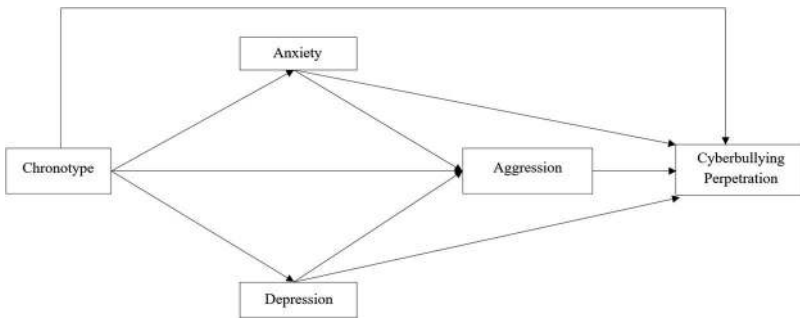 Anxiety
Chronotype
Aggression
Cyberbullying
Perpetration
Depression